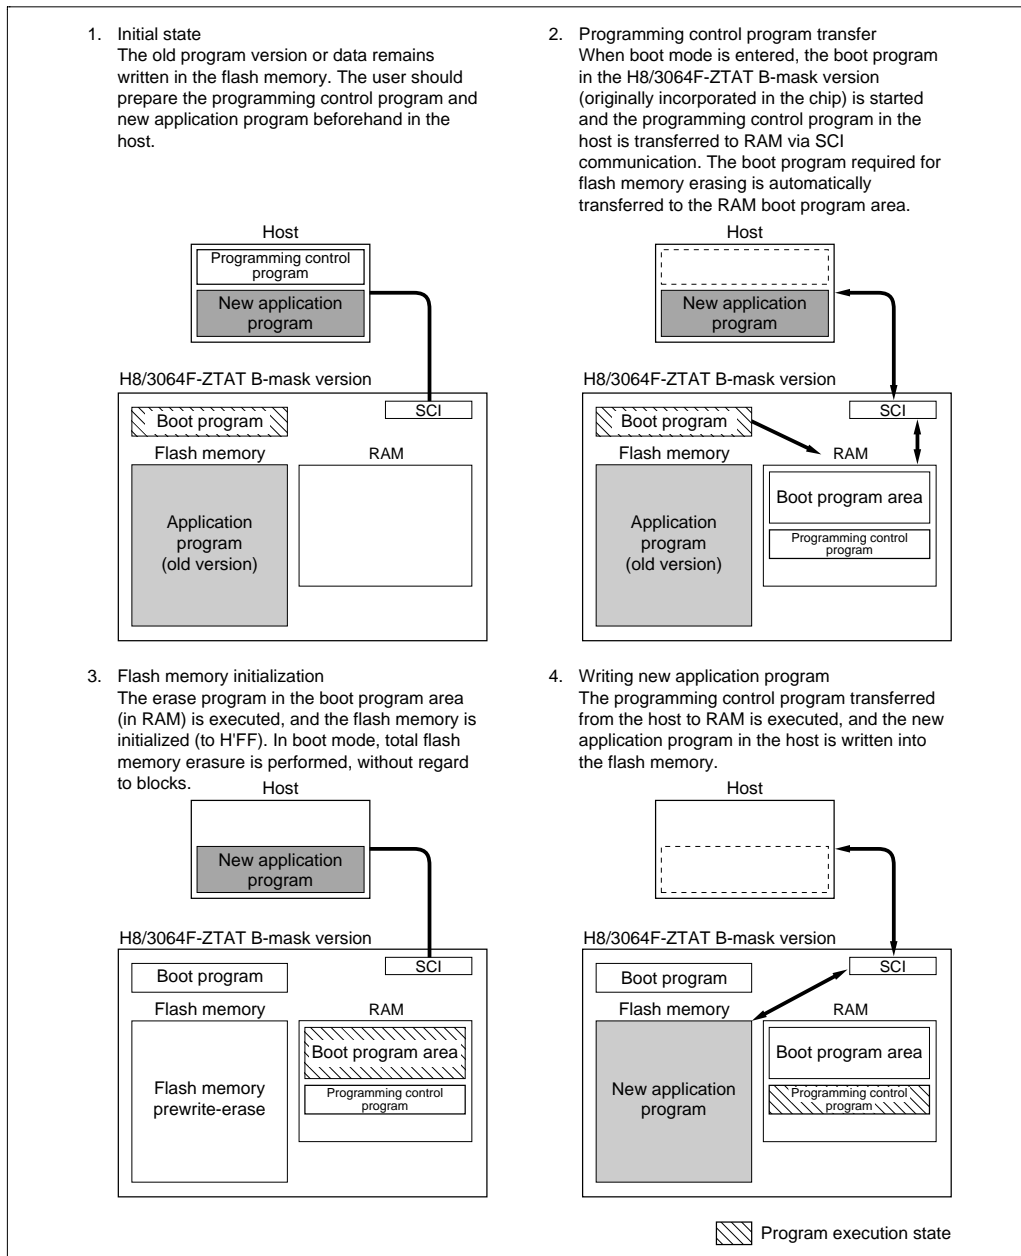 1. Initial state
The old program version or data remains
written in the flash memory. The user should
prepare the programming control program and
new application program beforehand in the
host.
Host
Programming control
program
New application
program
H8/3064F-ZTAT B-mask version
SCI
Boot program
Flash memory
RAM
Application
program
(old version)
2. Programming control program transfer
When boot mode is entered, the boot program
in the H8/3064F-ZTAT B-mask version
(originally incorporated in the chip) is started
and the programming control program in the
host is transferred to RAM via SCI
communication. The boot program required for
flash memory erasing is automatically
transferred to the RAM boot program area.
Host
New application
program
H8/3064F-ZTAT B-mask version
SCI
Boot program
Flash memory
RAM
Application
program
(old version)
Boot program area
Programming control
program
3. Flash memory initialization
The erase program in the boot program area
(in RAM) is executed, and the flash memory is
initialized (to H'FF). In boot mode, total flash
memory erasure is performed, without regard
to blocks.
Host
New application
program
H8/3064F-ZTAT B-mask version
SCI
Boot program
Flash memory
RAM
Flash memory
prewrite-erase
Boot program area
Programming control
program
4. Writing new application program
The programming control program transferred
from the host to RAM is executed, and the new
application program in the host is written into
the flash memory.
Host
H8/3064F-ZTAT B-mask version
SCI
Boot program
Flash memory
RAM
New application
program
Boot program area
Programming control
program
Program execution state